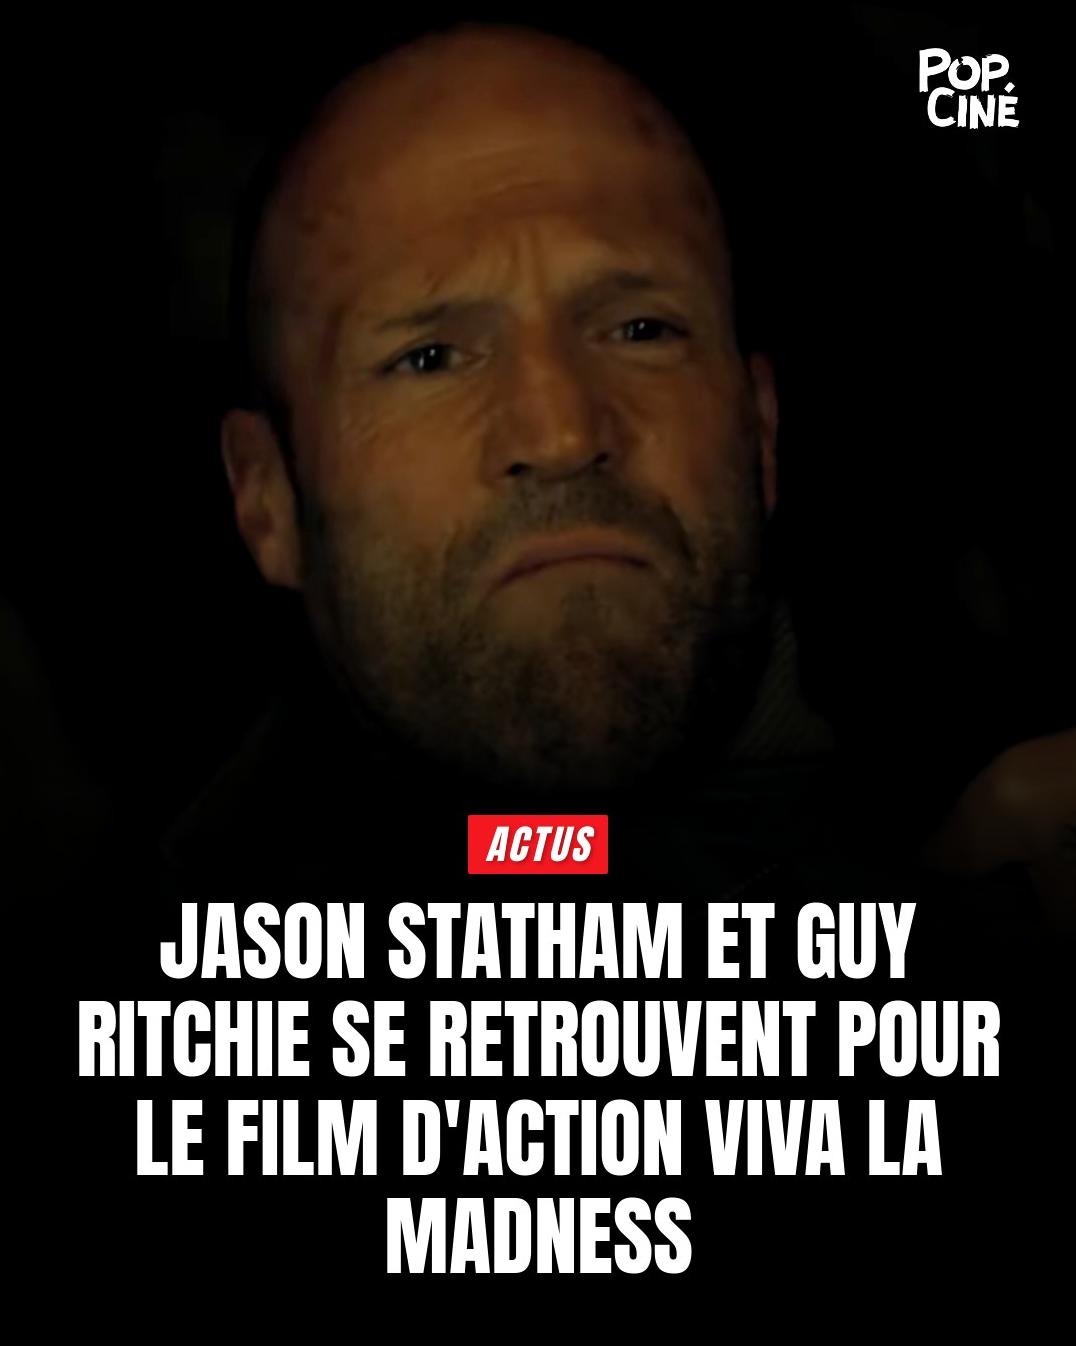 POP.
CINÉ
ACTUS
JASON STATHAM ET GUY
RITCHIE SE RETROUVENT POUR
LE FILM D'ACTION VIVA LA
MADNESS